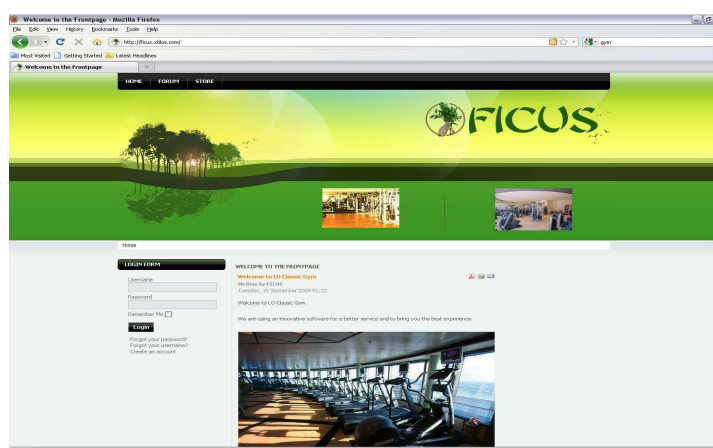 Welcome to the Frontpage - Mozilla Firefox
File Edit View History Bookmarks Tools Help
http://ficus.xtilos.com/
gym
Most Visited Getting Started Latest Headlines
Welcome to the Frontpage
HOME FORUM STORE
FICUS
Home
LOGIN FORM
Username
Password
Remember Me
Login
Forgot your password?
Forgot your username?
Create an account
WELCOME TO THE FRONTPAGE
Welcome to LO Classic Gym
Written by FICUS
Tuesday, 15 September 2009 01:22
Welcome to LO Classic Gym.
We are using an innovative software for a better service and to bring you the best experience.